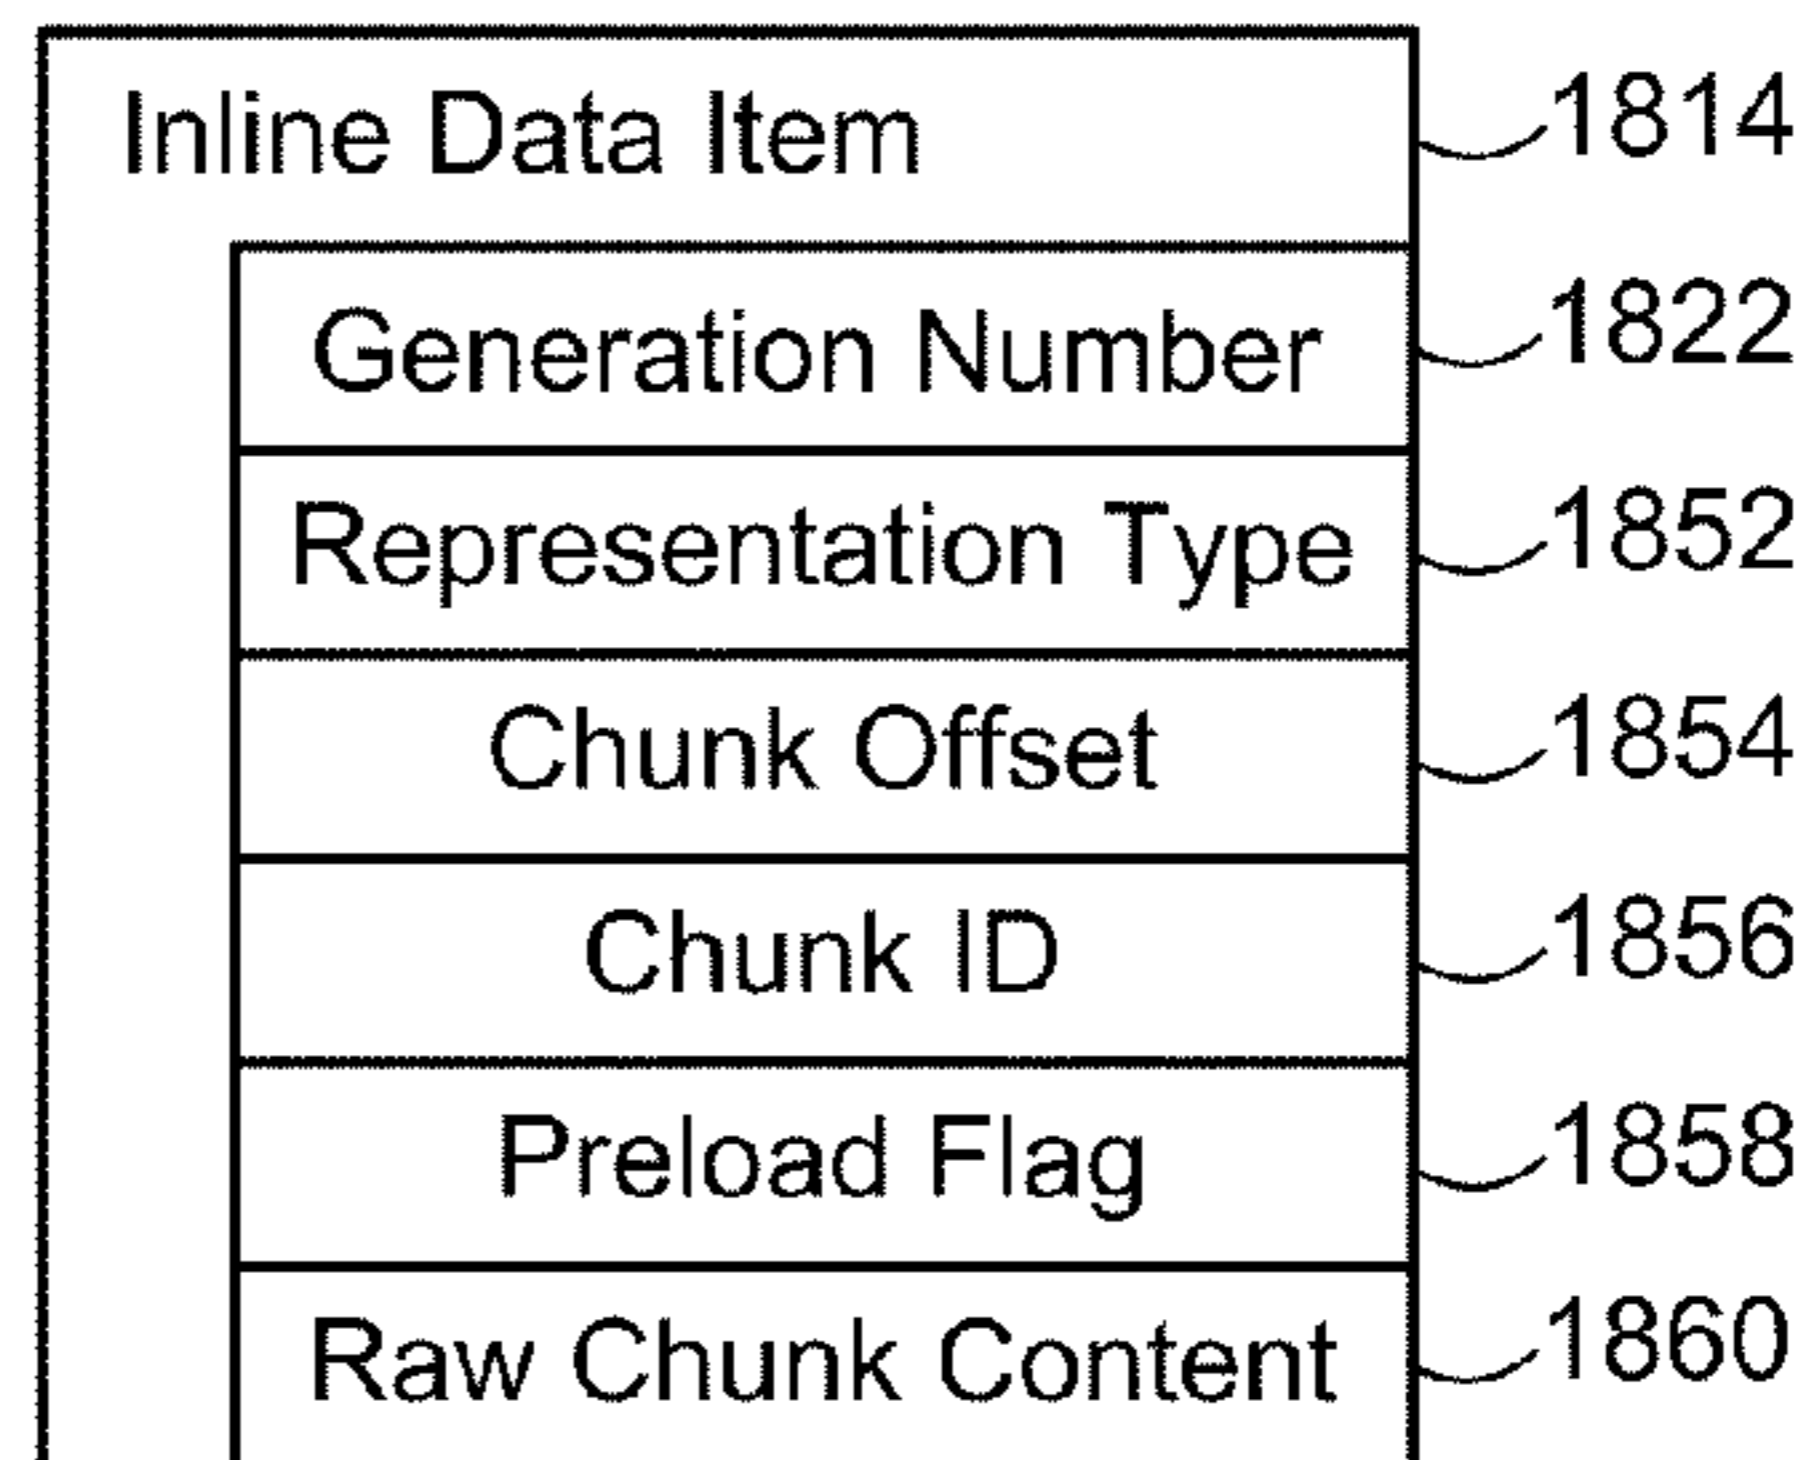 Inline Data Item 1814
Generation Number 1822
Representation Type 1852
Chunk Offset 1854
Chunk ID 1856
Preload Flag 1858
Raw Chunk Content 1860